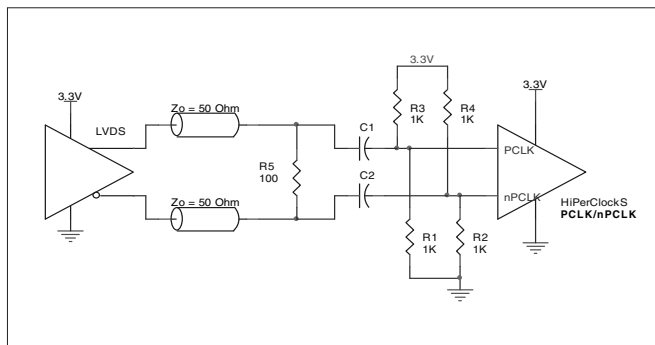 3.3V
LVDS
Zo = 50 Ohm
Zo = 50 Ohm
R5
100
C1
C2
3.3V
R3
1K
R4
1K
R1
1K
R2
1K
3.3V
PCLK
nPCLK
HiPerClockS
PCLK/nPCLK